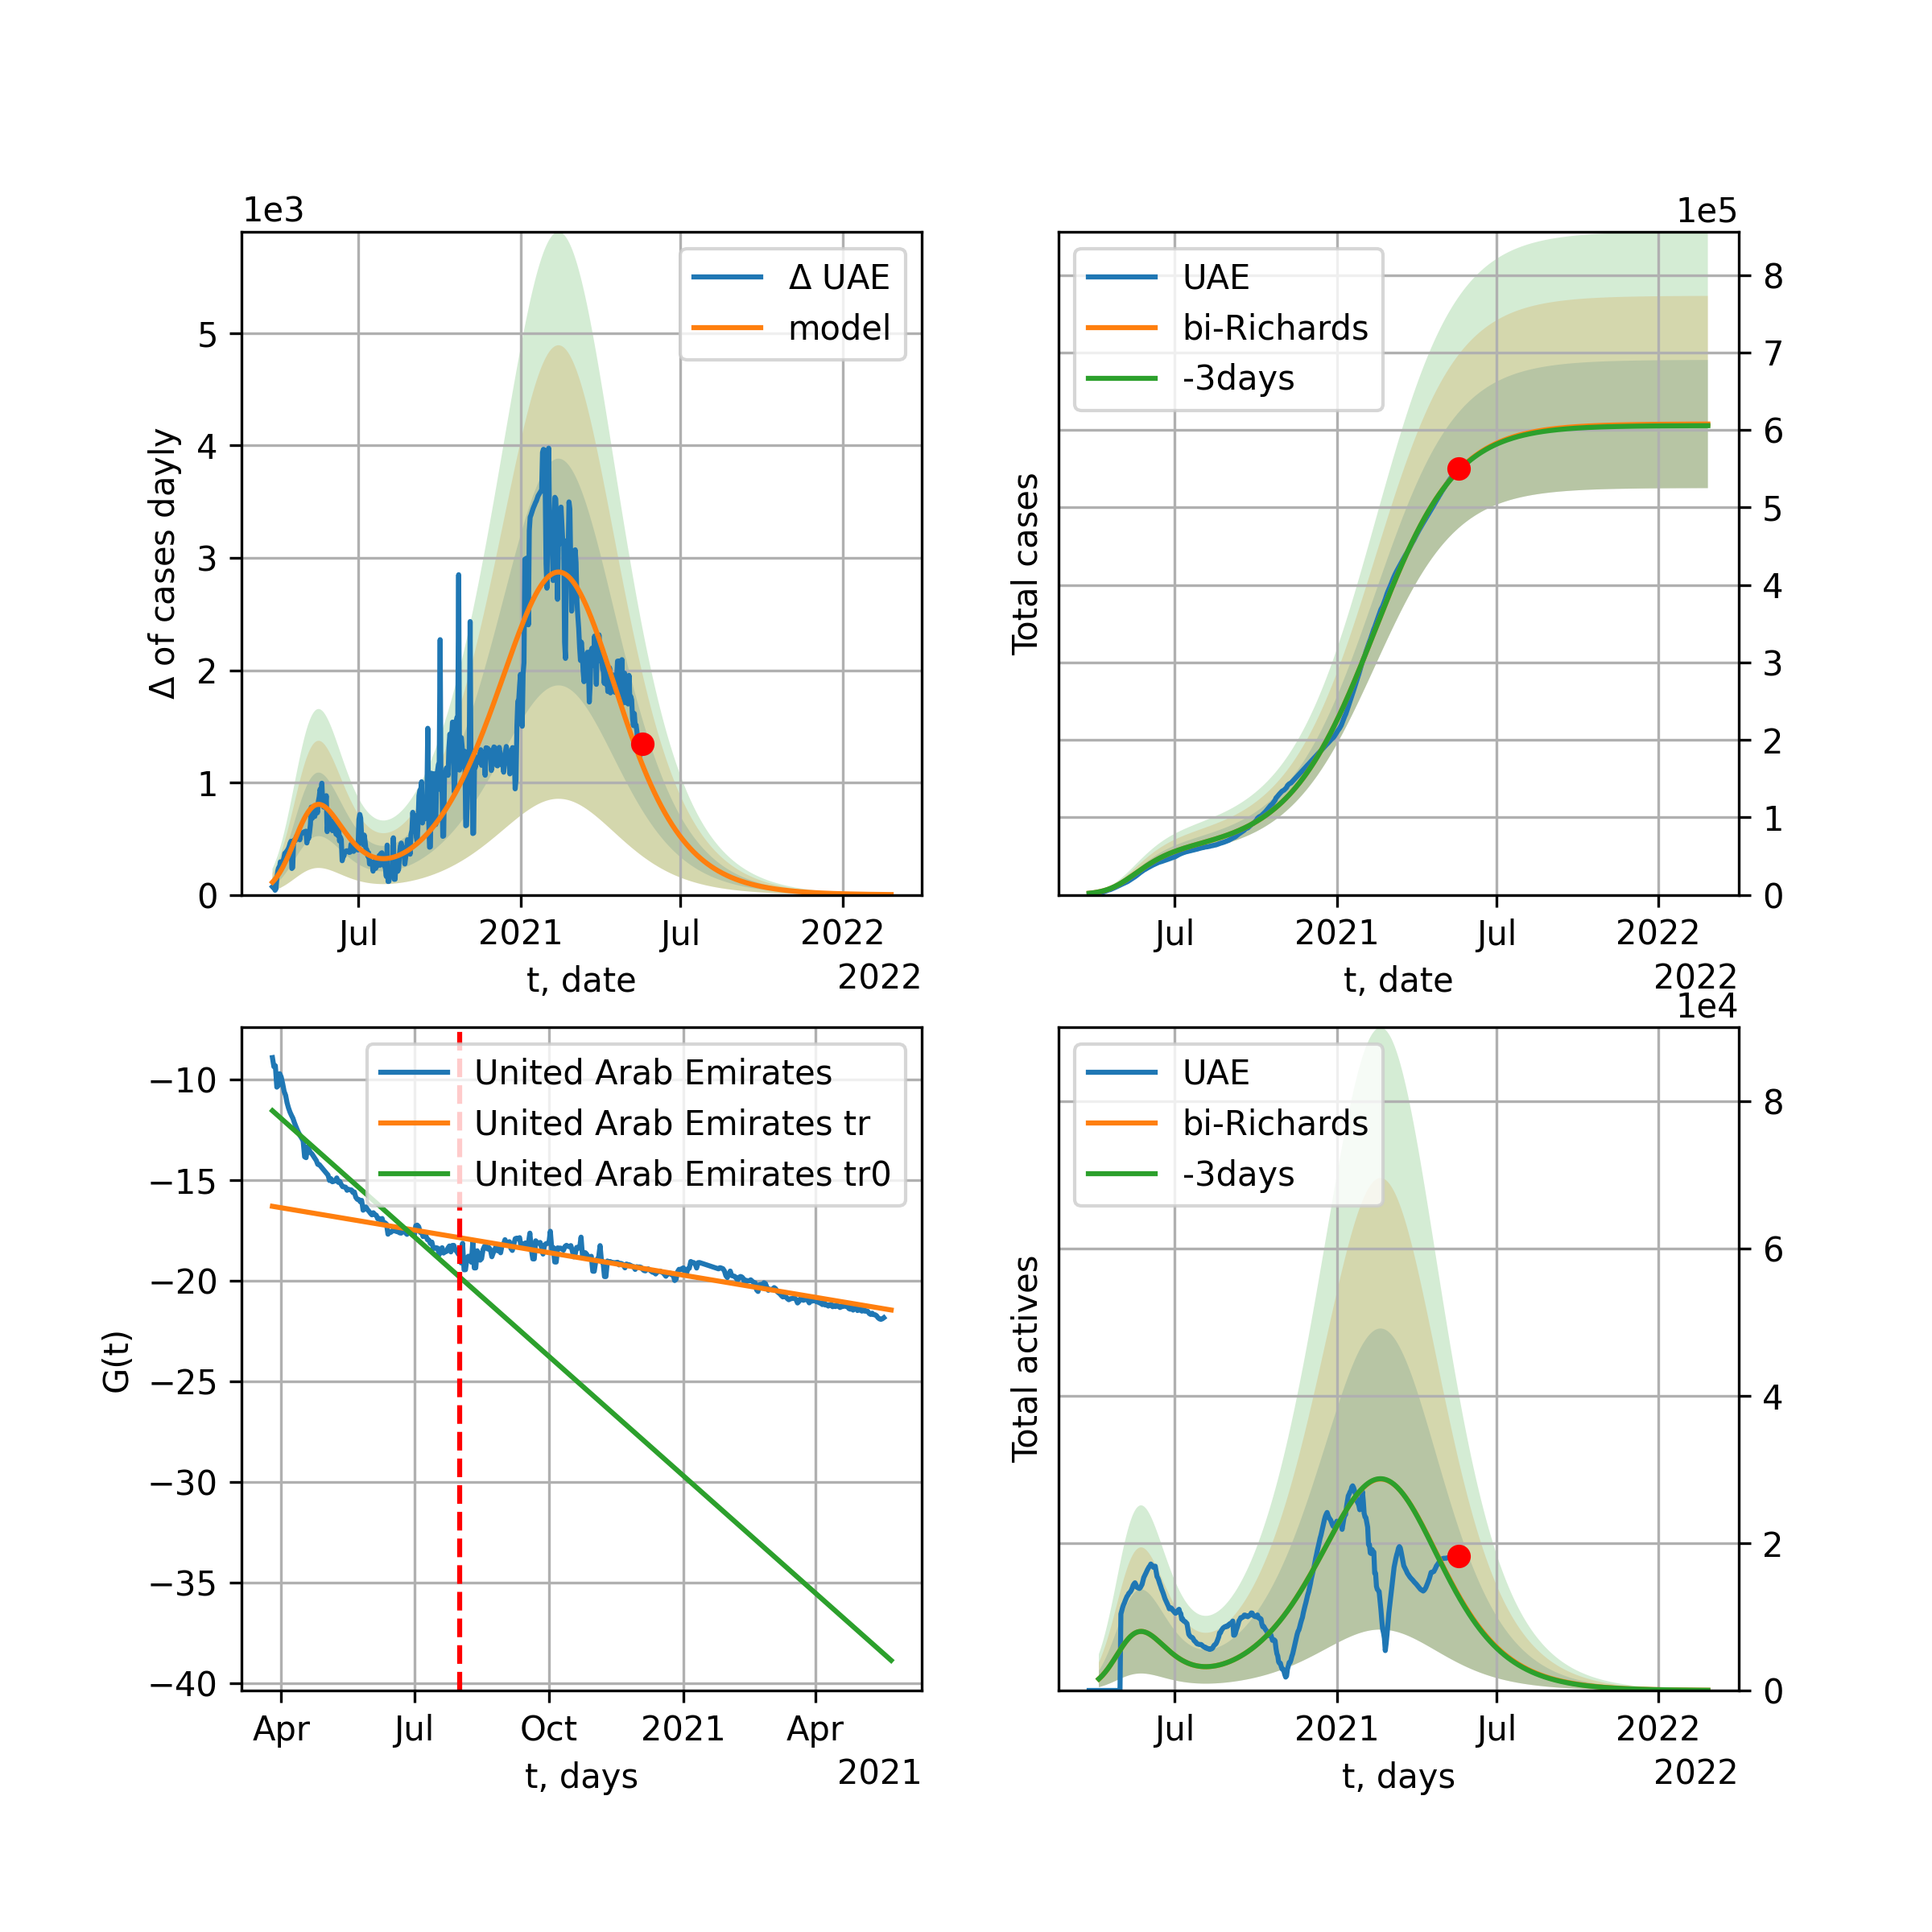 1e3
Δ UAE
model
5
4
3
2
1
0
Δ of cases dayly
Jul
2021
Jul
2022
t, date
2022
1e5
UAE
bi-Richards
-3days
8
7
6
5
4
3
2
1
0
Total cases
Jul
2021
Jul
2022
t, date
2022
United Arab Emirates
United Arab Emirates tr
United Arab Emirates tr0
−10
−15
−20
−25
−30
−35
−40
G(t)
Apr
Jul
Oct
2021
Apr
t, days
2021
1e4
UAE
bi-Richards
-3days
8
6
4
2
0
Total actives
Jul
2021
Jul
2022
t, days
2022